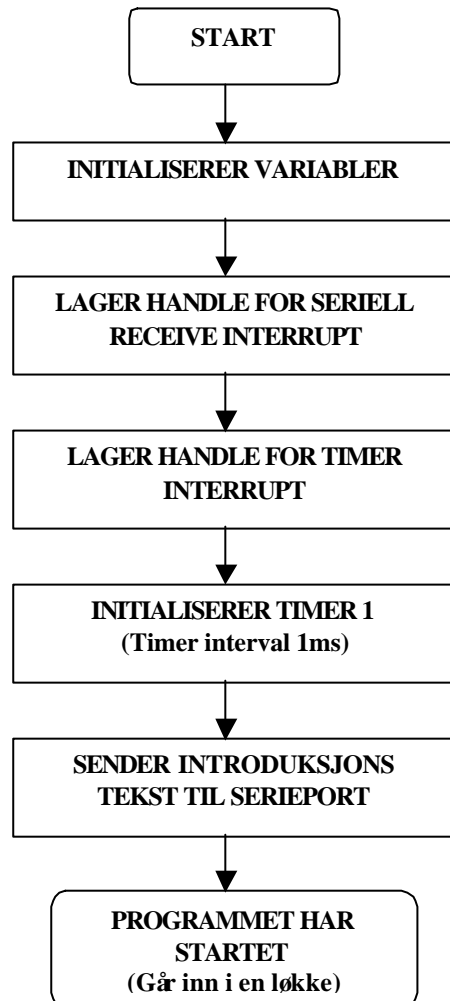 START
INITIALISERER VARIABLER
LAGER HANDLE FOR SERIELL
RECEIVE INTERRUPT
LAGER HANDLE FOR TIMER
INTERRUPT
INITIALISERER TIMER 1
(Timer interval 1ms)
SENDER INTRODUKSJONS
TEKST TIL SERIEPORT
PROGRAMMET HAR
STARTET
(Går inn i en løkke)